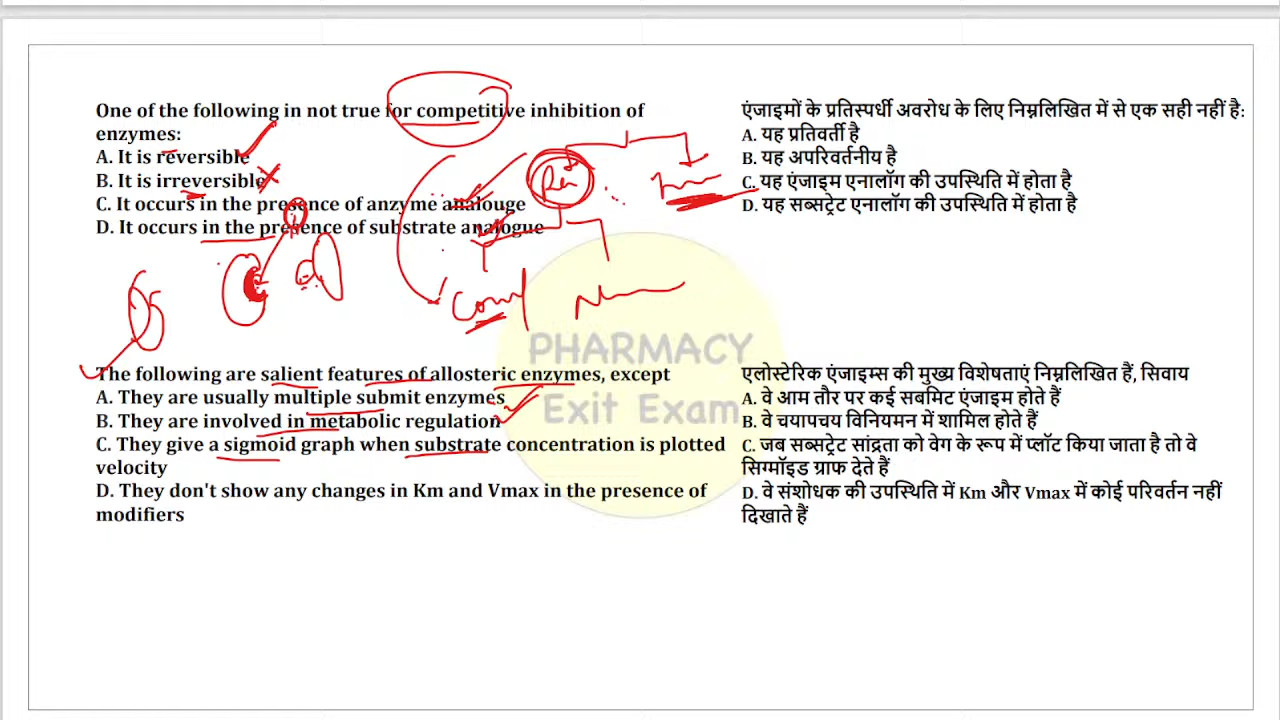 One of the following in not true for competitive inhibition of
enzymes:
A. It is reversible
B. It is irreversible
C. It occurs in the presence of anzyme analouge
D. It occurs in the presence of substrate analogue
एंजाइमों के प्रतिस्पर्धी अवरोध के लिए निम्नलिखित में से एक सही नहीं है:
A. यह प्रतिवर्ती है
B. यह अपरिवर्तनीय है
C. यह एंजाइम एनालॉग की उपस्थिति में होता है
D. यह सब्सट्रेट एनालॉग की उपस्थिति में होता है
PHARMACY
Exit Exam
The following are salient features of allosteric enzymes, except
A. They are usually multiple submit enzymes
B. They are involved in metabolic regulation
C. They give a sigmoid graph when substrate concentration is plotted
velocity
D. They don't show any changes in Km and Vmax in the presence of
modifiers
एलोस्टेरिक एंजाइम्स की मुख्य विशेषताएं निम्नलिखित हैं, सिवाय
A. वे आम तौर पर कई सबमिट एंजाइम होते हैं
B. वे चयापचय विनियमन में शामिल होते हैं
C. जब सब्सट्रेट सांद्रता को वेग के रूप में प्लॉट किया जाता है तो वे
सिग्मॉइड ग्राफ देते हैं
D. वे संशोधक की उपस्थिति में Km और Vmax में कोई परिवर्तन नहीं
दिखाते हैं